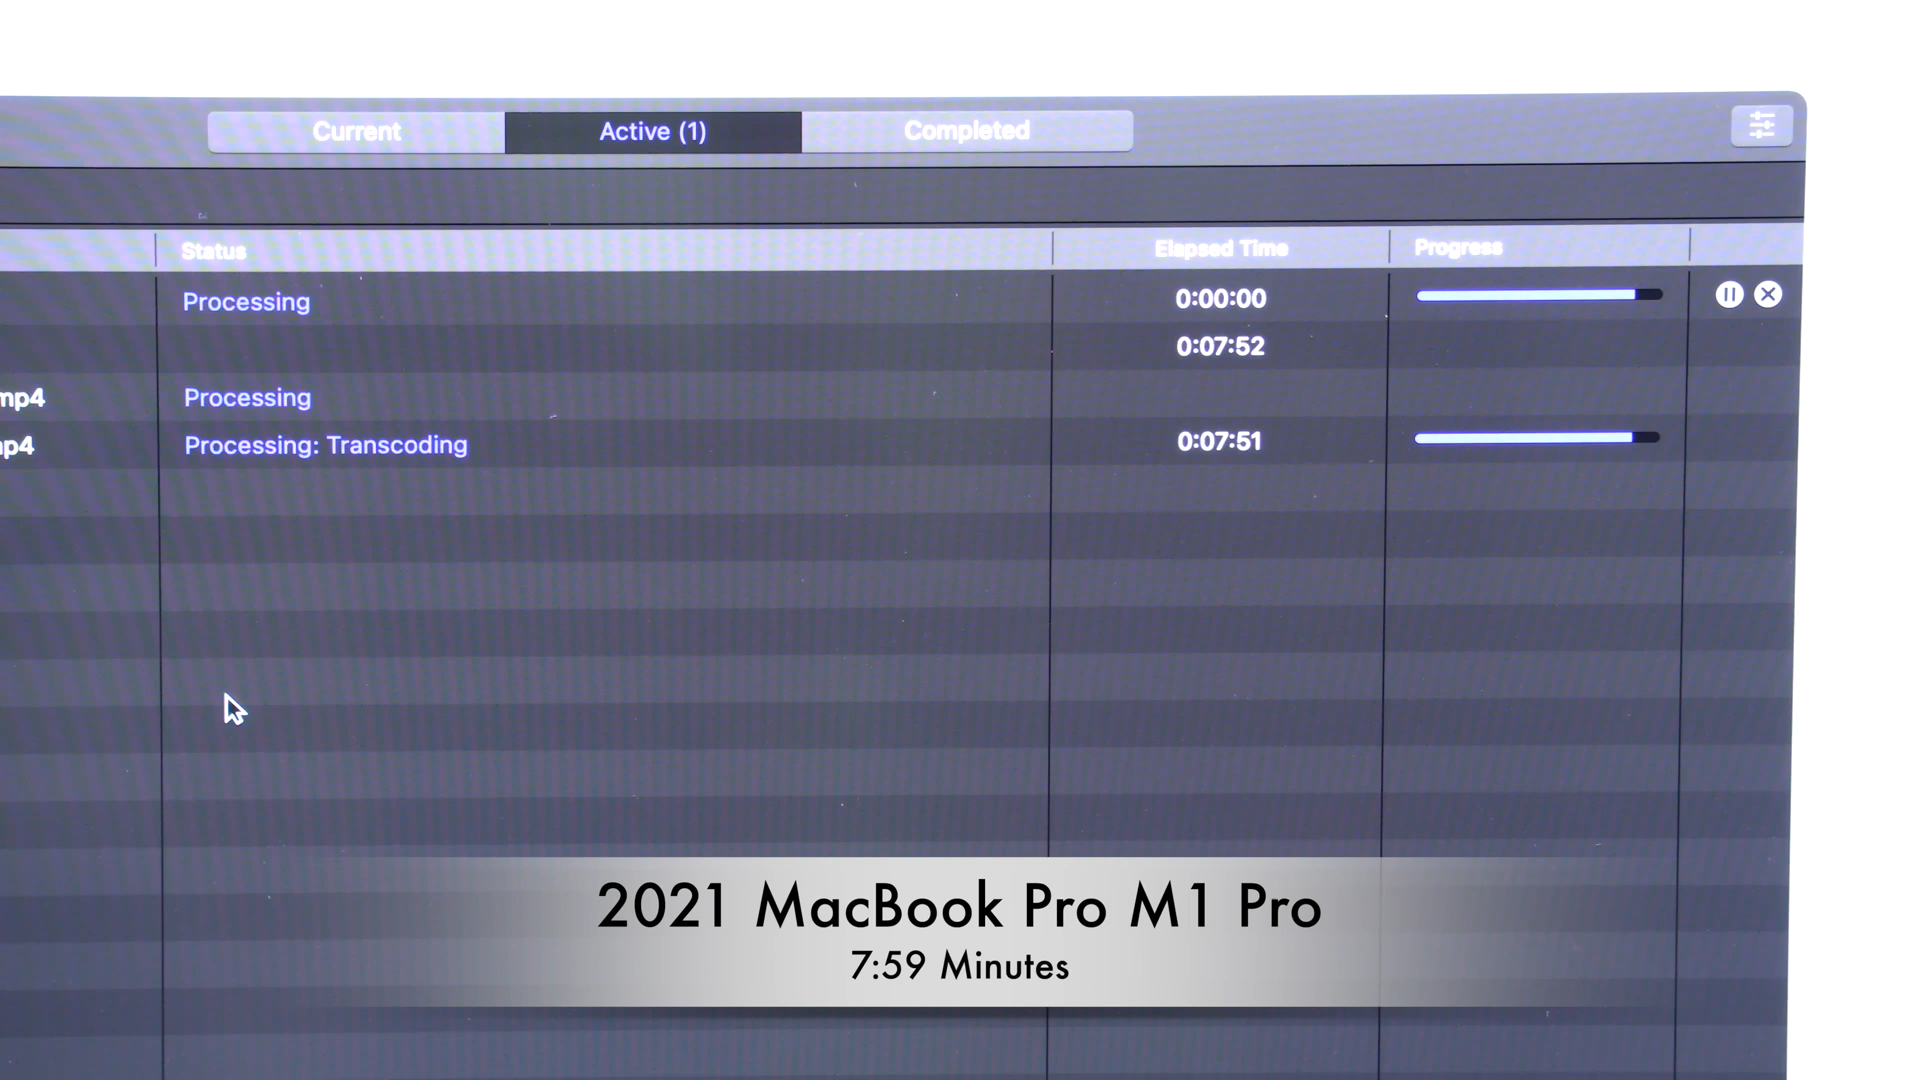 Current Active (1) Completed
Status Elapsed Time Progress
Processing 0:00:00
0:07:52
mp4 Processing
mp4 Processing: Transcoding 0:07:51
2021 MacBook Pro M1 Pro
7:59 Minutes